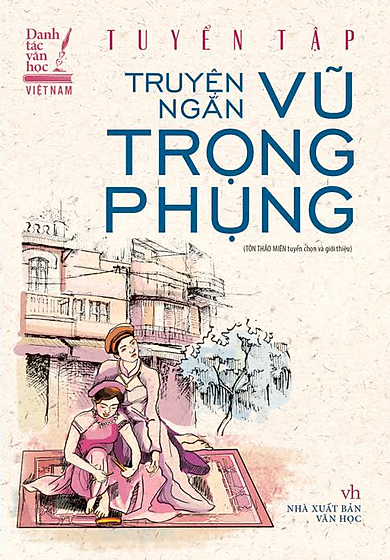 Danh
tác
văn
học
VIỆT NAM
TUYỂN TẬP
TRUYỆN
NGẮN
VŨ
TRỌNG
PHỤNG
(TÔN THẢO MIÊN tuyển chọn và giới thiệu)
vh
NHÀ XUẤT BẢN
VĂN HỌC